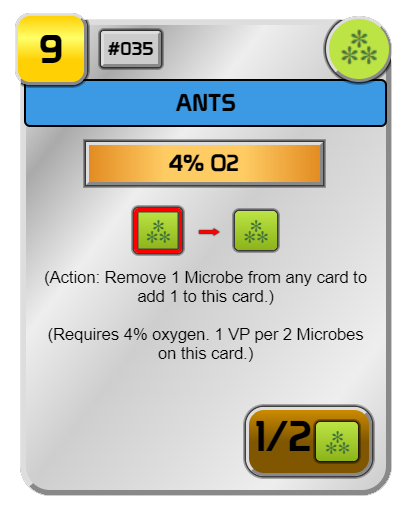 9
#035
ANTS
4% O2
(Action: Remove 1 Microbe from any card to
add 1 to this card.)
(Requires 4% oxygen. 1 VP per 2 Microbes
on this card.)
1/2